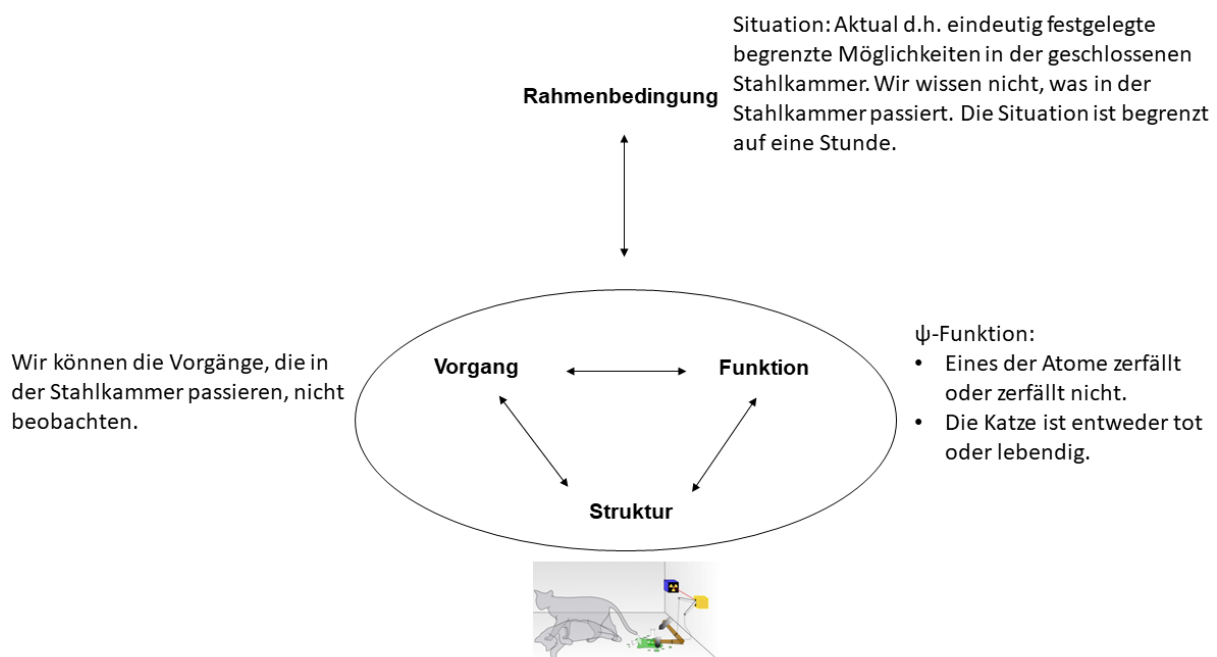 Situation: Aktual d.h. eindeutig festgelegte
begrenzte Möglichkeiten in der geschlossenen
Stahlkammer. Wir wissen nicht, was in der
Stahlkammer passiert. Die Situation ist begrenzt
auf eine Stunde.
Rahmenbedingung
Wir können die Vorgänge, die in
der Stahlkammer passieren, nicht
beobachten.
Vorgang
Funktion
Struktur
ψ-Funktion:
• Eines der Atome zerfällt
oder zerfällt nicht.
• Die Katze ist entweder tot
oder lebendig.